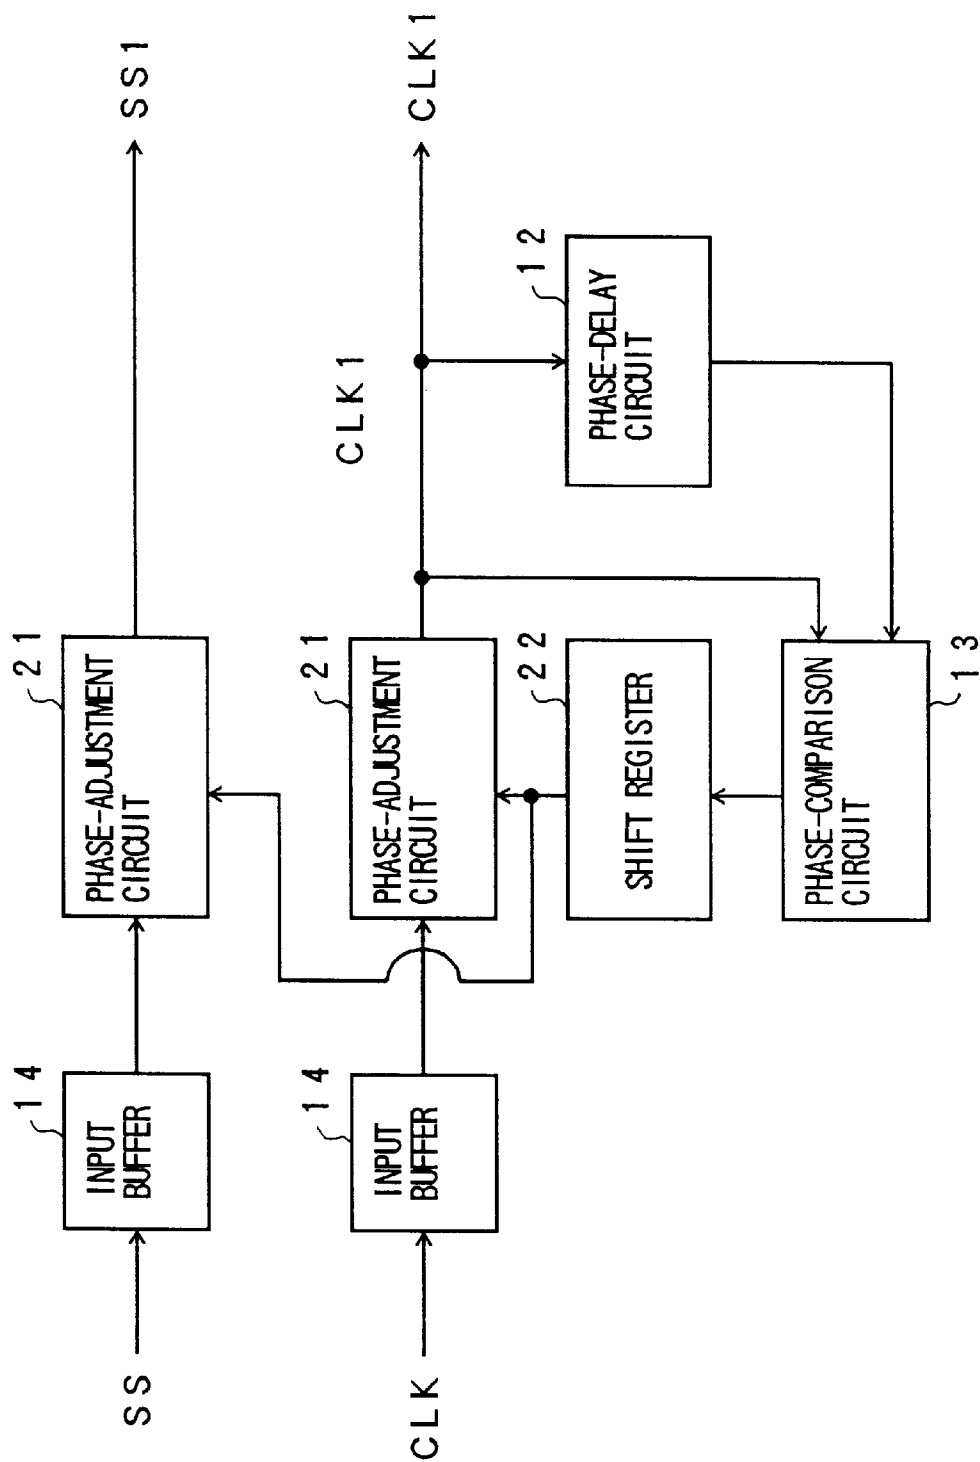 SS
14
INPUT
BUFFER
21
PHASE-ADJUSTMENT
CIRCUIT
SS1
CLK
14
INPUT
BUFFER
21
PHASE-ADJUSTMENT
CIRCUIT
CLK1
CLK1
22
SHIFT REGISTER
12
PHASE-DELAY
CIRCUIT
PHASE-COMPARISON
CIRCUIT
13